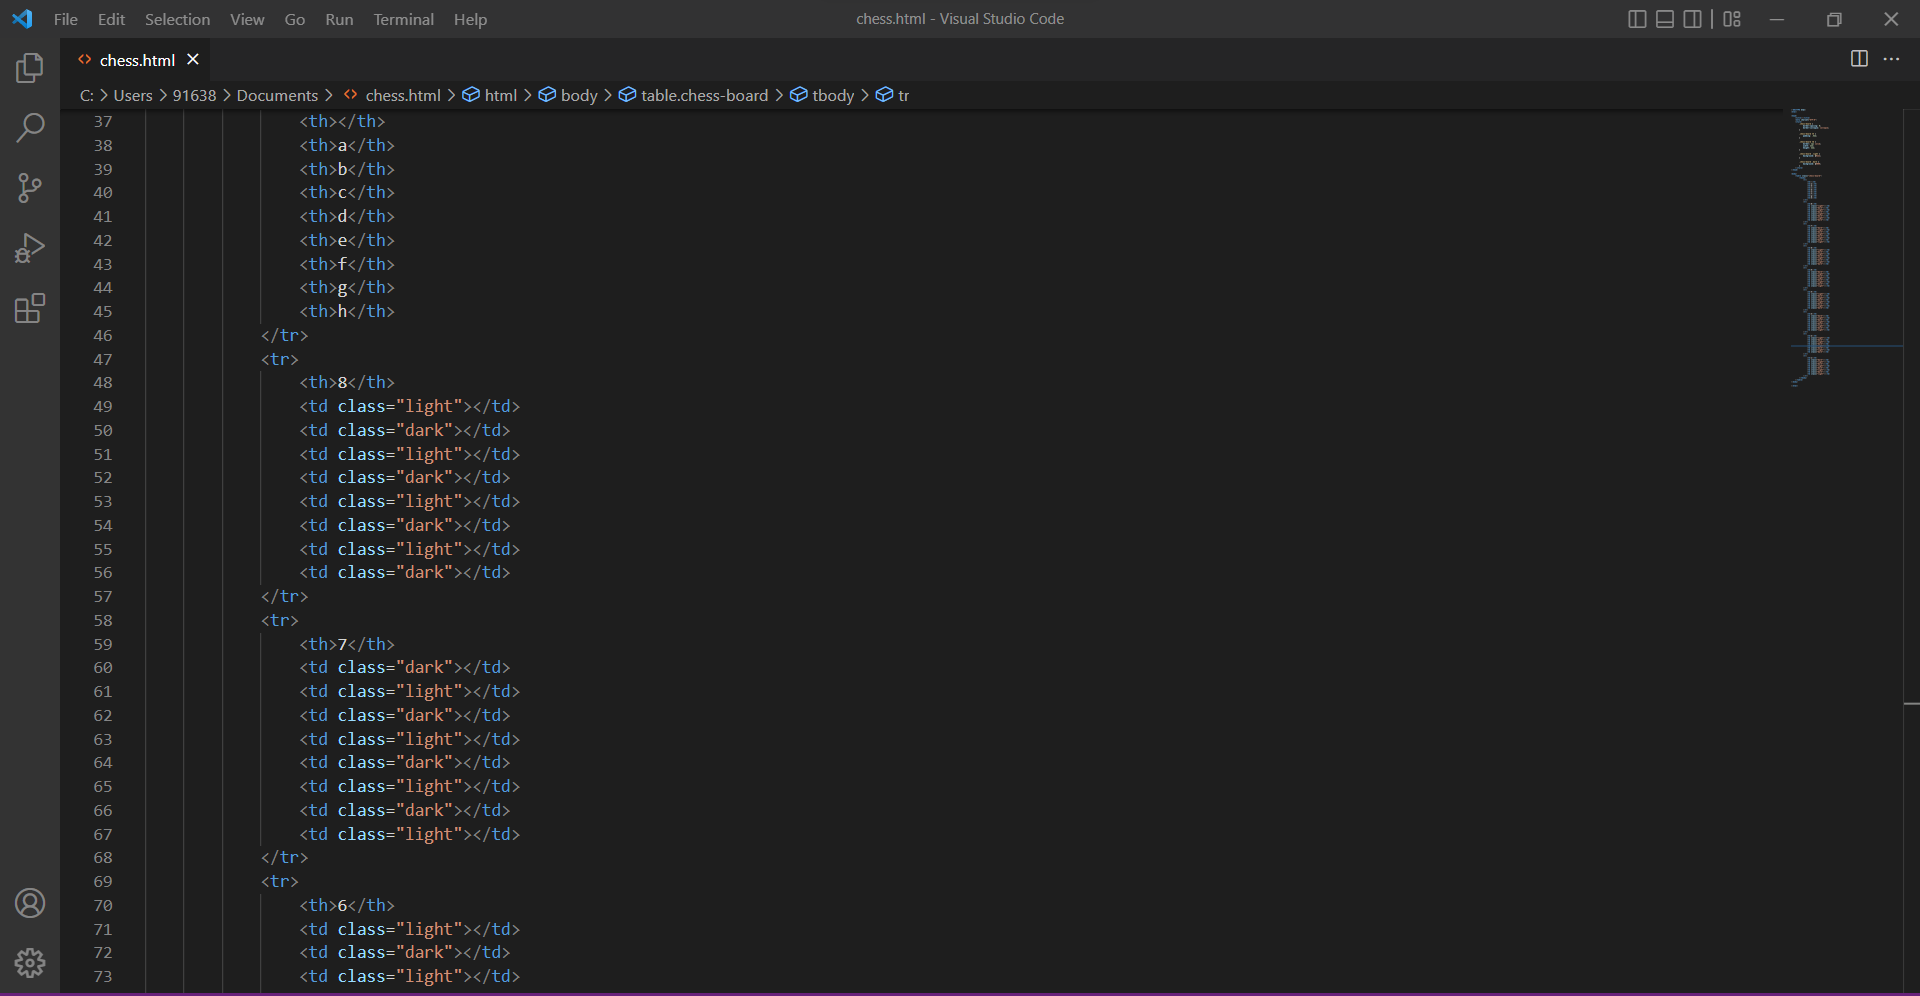 File Edit Selection View Go Run Terminal Help chess.html - Visual Studio Code
chess.html
C: > Users > 91638 > Documents > chess.html > html > body > table.chess-board > tbody > tr
37 <th></th>
38 <th>a</th>
39 <th>b</th>
40 <th>c</th>
41 <th>d</th>
42 <th>e</th>
43 <th>f</th>
44 <th>g</th>
45 <th>h</th>
46 </tr>
47 <tr>
48 <th>8</th>
49 <td class="light"></td>
50 <td class="dark"></td>
51 <td class="light"></td>
52 <td class="dark"></td>
53 <td class="light"></td>
54 <td class="dark"></td>
55 <td class="light"></td>
56 <td class="dark"></td>
57 </tr>
58 <tr>
59 <th>7</th>
60 <td class="dark"></td>
61 <td class="light"></td>
62 <td class="dark"></td>
63 <td class="light"></td>
64 <td class="dark"></td>
65 <td class="light"></td>
66 <td class="dark"></td>
67 <td class="light"></td>
68 </tr>
69 <tr>
70 <th>6</th>
71 <td class="light"></td>
72 <td class="dark"></td>
73 <td class="light"></td>